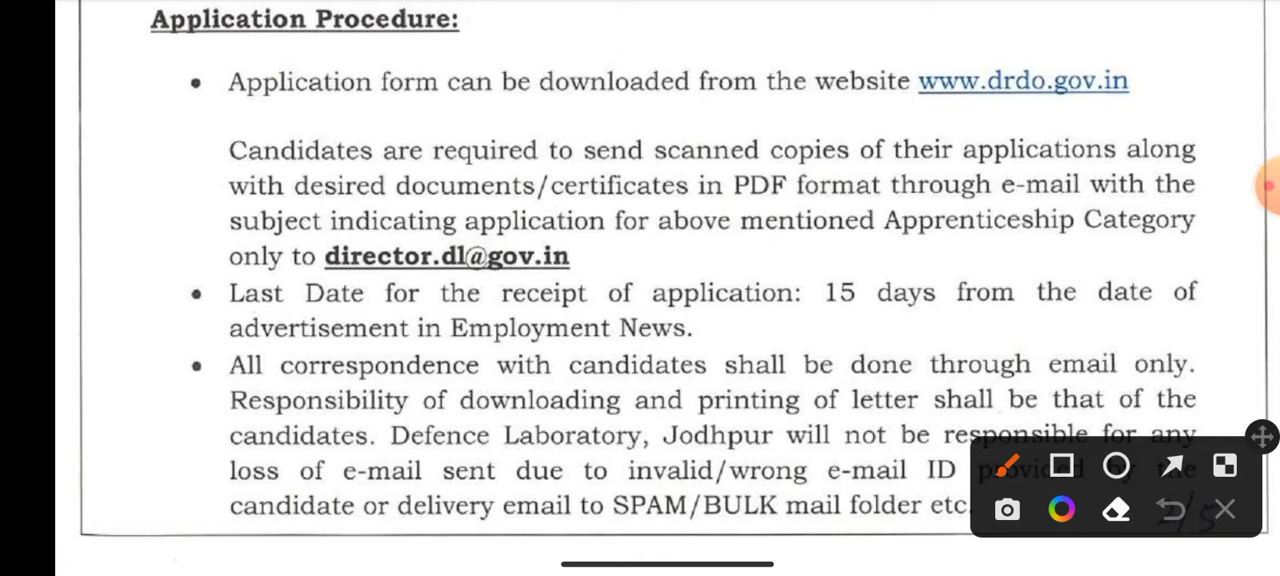 Application Procedure:
• Application form can be downloaded from the website www.drdo.gov.in
Candidates are required to send scanned copies of their applications along
with desired documents/certificates in PDF format through e-mail with the
subject indicating application for above mentioned Apprenticeship Category
only to director.dl@gov.in
• Last Date for the receipt of application: 15 days from the date of
advertisement in Employment News.
• All correspondence with candidates shall be done through email only.
Responsibility of downloading and printing of letter shall be that of the
candidates. Defence Laboratory, Jodhpur will not be responsible for any
loss of e-mail sent due to invalid/wrong e-mail ID provided by the
candidate or delivery email to SPAM/BULK mail folder etc.
2/5